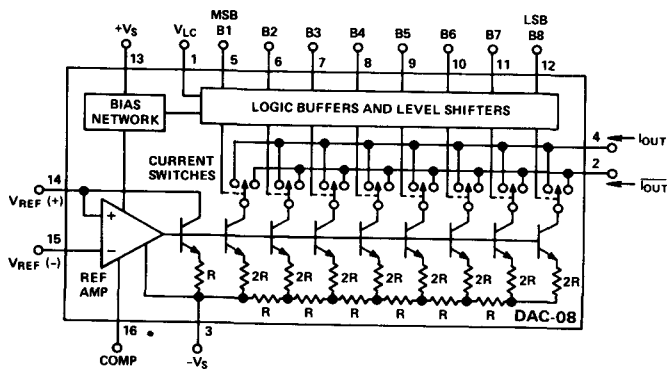 +VS VLC MSB B1 B2 B3 B4 B5 B6 B7 LSB B8
13 1 5 6 7 8 9 10 11 12
BIAS NETWORK
LOGIC BUFFERS AND LEVEL SHIFTERS
4 IOUT
CURRENT SWITCHES
2 IOUT
14
VREF (+)
+
15
VREF (-)
−
REF AMP
R 2R 2R 2R 2R 2R 2R 2R 2R
R R R R R R
DAC-08
16 3
COMP −VS